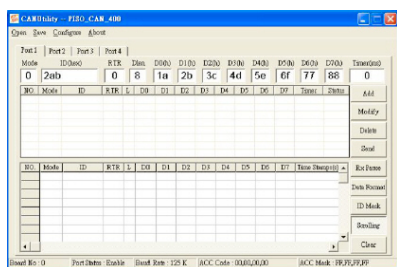 CANUtility -- PISO_CAN_400
Open Save Configure About
Port 1 Port 2 Port 3 Port 4
Mode ID(hex) RTR Dlen D0(h) D1(h) D2(h) D3(h) D4(h) D5(h) D6(h) D7(h) Timer(ms)
0 2ab 0 8 1a 2b 3c 4d 5e 6f 77 88 0
NO. Mode ID RTR L D0 D1 D2 D3 D4 D5 D6 D7 Timer Status
Add
Modify
Delete
Send
NO. Mode ID RTR L D0 D1 D2 D3 D4 D5 D6 D7 Time Stamp(s)
Rx Pause
Data Format
ID Mask
Scrolling
Clear
Board No : 0 Port Status : Enable Baud Rate : 125 K ACC Code : 00,00,00,00 ACC Mask : FF,FF,FF,FF